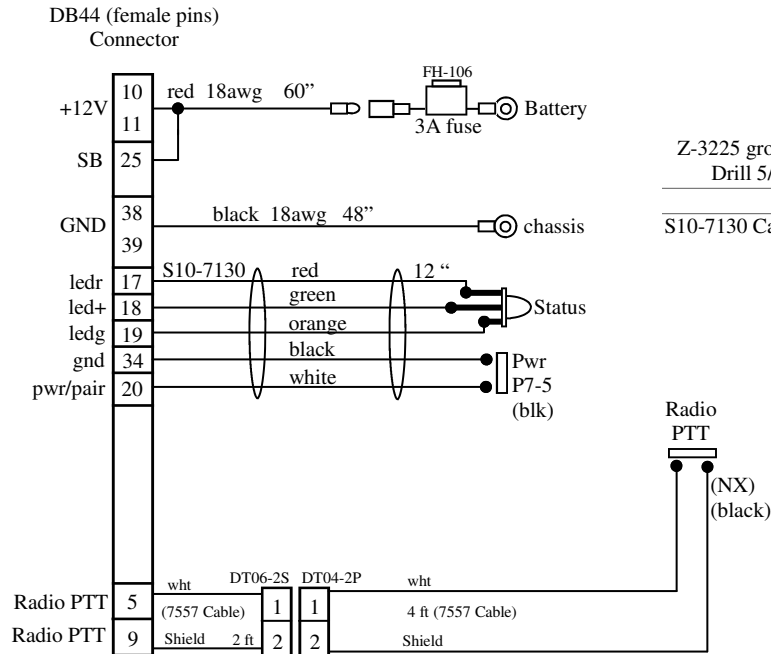 DB44 (female pins)
Connector
+12V
10
11
red 18awg 60”
FH-106
3A fuse
Battery
SB
25
Z-3225 gro
Drill 5/
S10-7130 Ca
GND
38
39
black 18awg 48”
chassis
ledr
17
S10-7130
red
12 “
led+
18
green
Status
ledg
19
orange
gnd
34
black
Pwr
P7-5
(blk)
pwr/pair
20
white
Radio
PTT
(NX)
(black)
Radio PTT
5
wht
(7557 Cable)
DT06-2S
DT04-2P
1
1
wht
4 ft (7557 Cable)
Radio PTT
9
Shield 2 ft
2
2
Shield